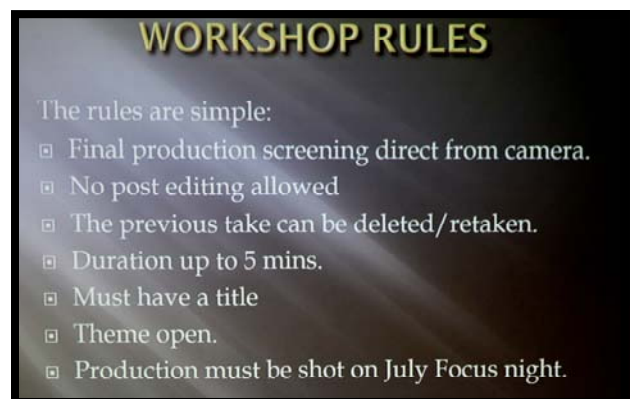 WORKSHOP RULES
The rules are simple:
Final production screening direct from camera.
No post editing allowed
The previous take can be deleted/retaken.
Duration up to 5 mins.
Must have a title
Theme open.
Production must be shot on July Focus night.